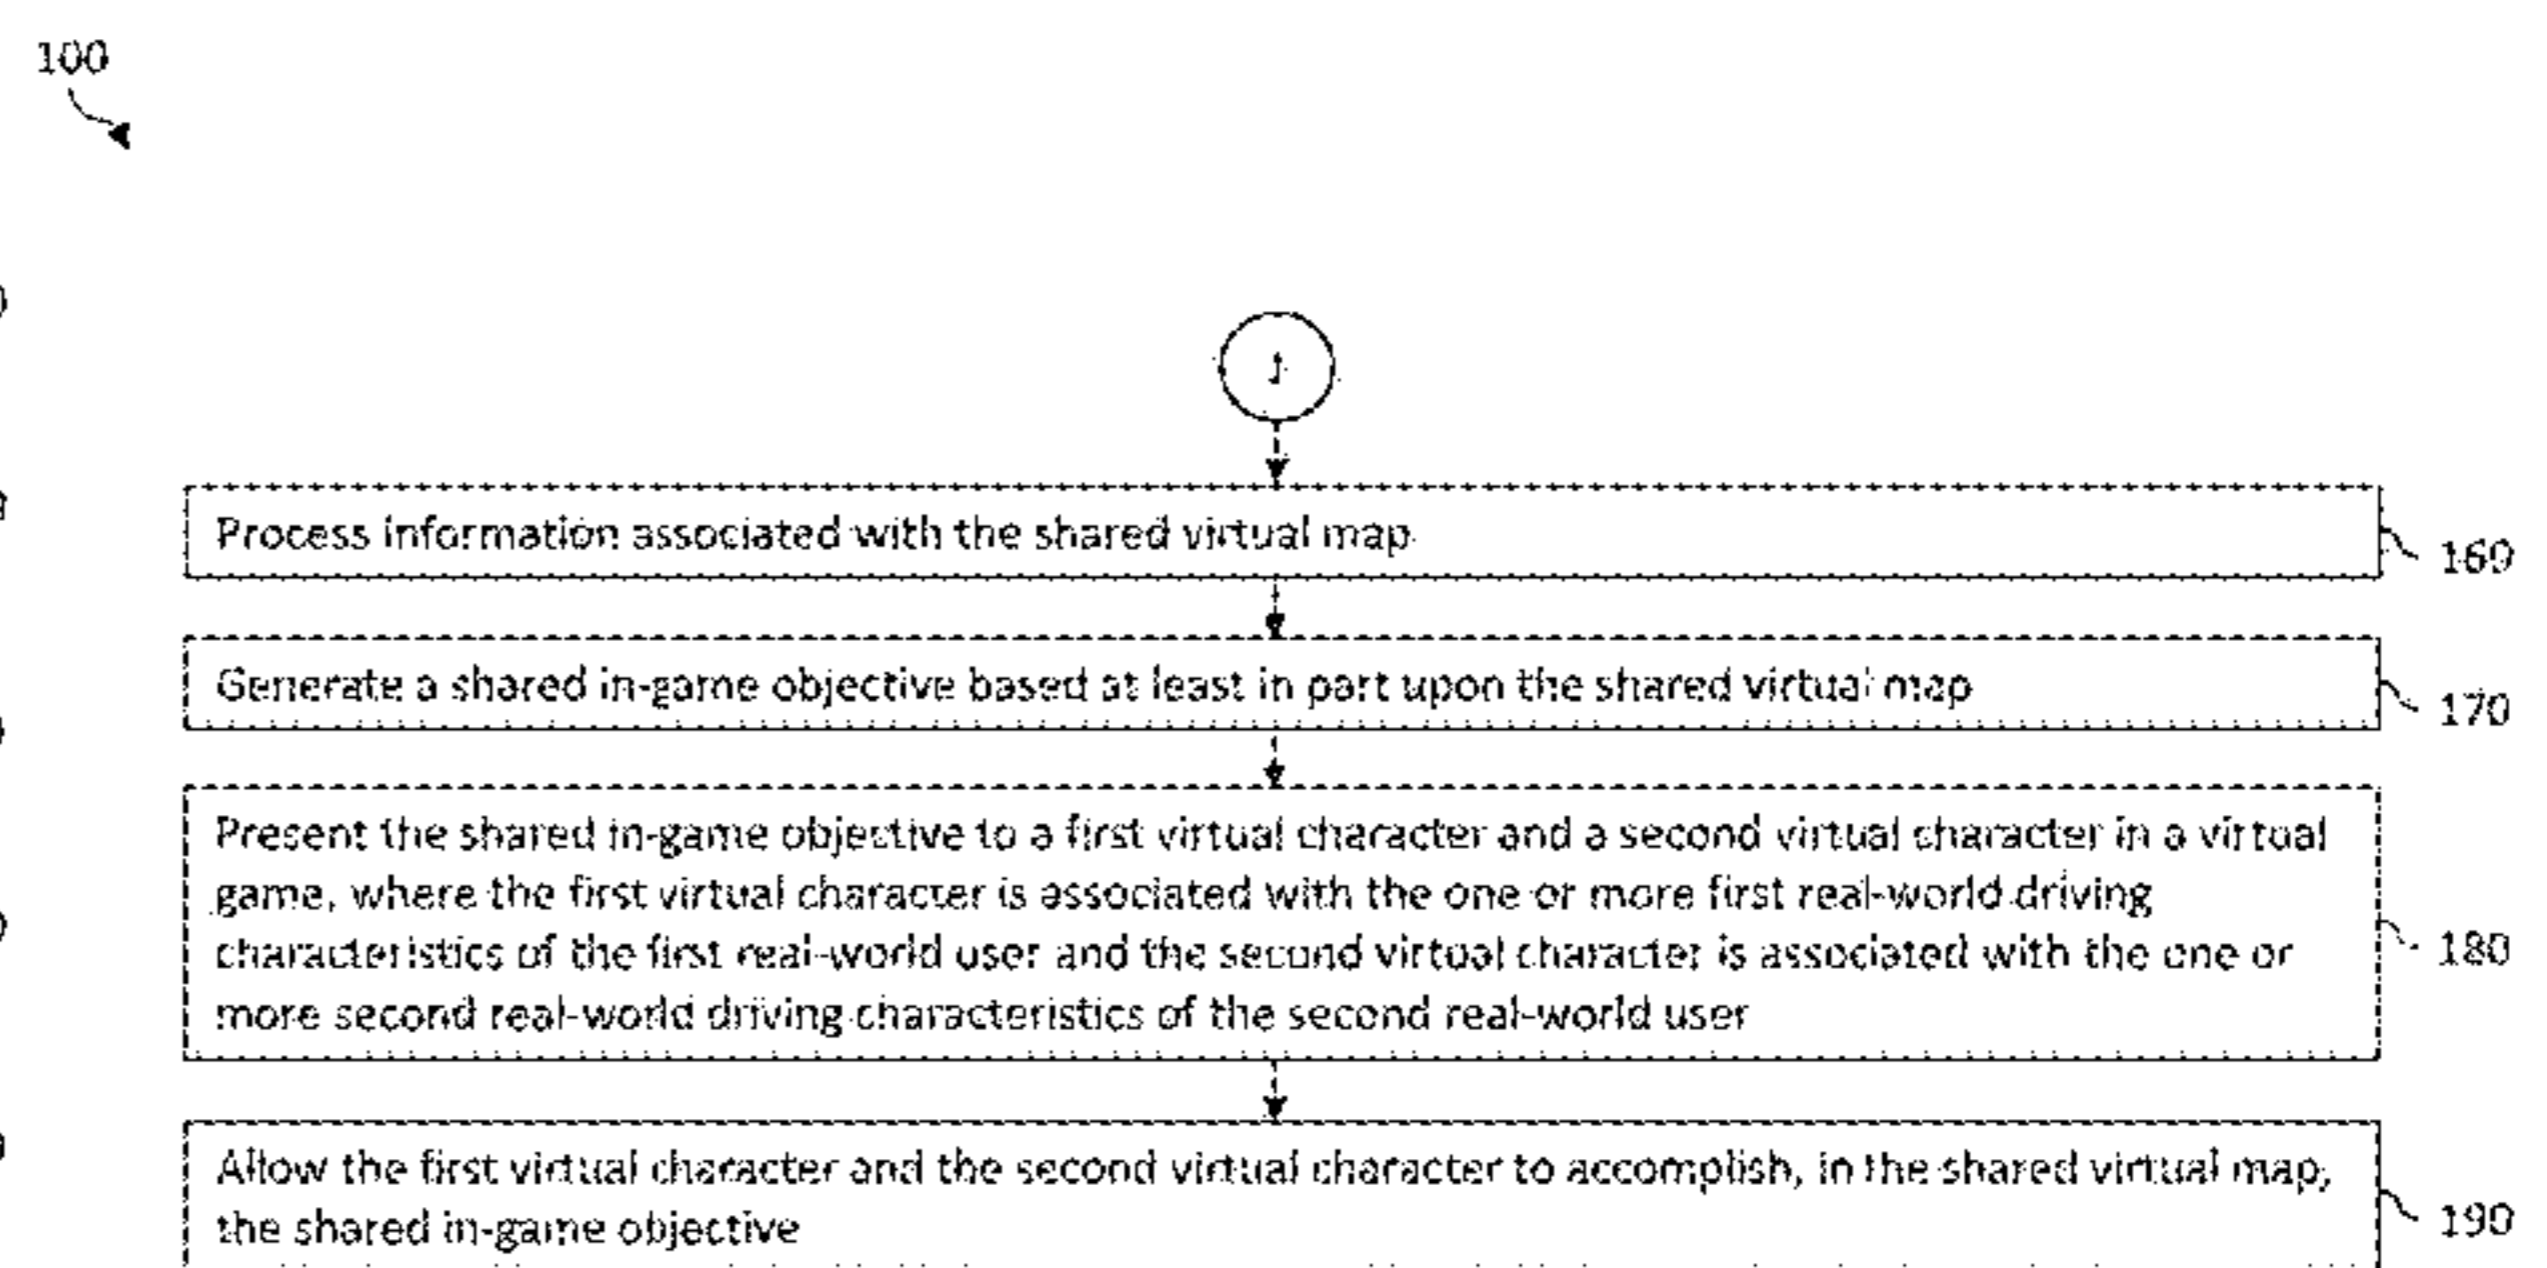 100
1
Process information associated with the shared virtual map
160
Generate a shared in-game objective based at least in part upon the shared virtual map
170
Present the shared in-game objective to a first virtual character and a second virtual character in a virtual
game, where the first virtual character is associated with the one or more first real-world driving
characteristics of the first real-world user and the second virtual character is associated with the one or
more second real-world driving characteristics of the second real-world user
180
Allow the first virtual character and the second virtual character to accomplish, in the shared virtual map,
the shared in-game objective
190